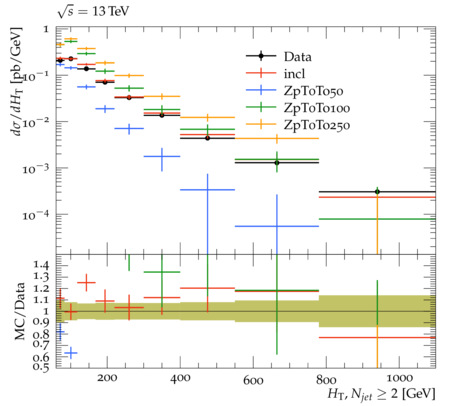 √s = 13 TeV
dσ/dH_T [pb/GeV]
1
10⁻¹
10⁻²
10⁻³
10⁻⁴
Data
incl
ZpToTo50
ZpToTo100
ZpToTo250
MC/Data
1.4
1.3
1.2
1.1
1
0.9
0.8
0.7
0.6
0.5
200 400 600 800 1000
H_T, N_jet ≥ 2 [GeV]